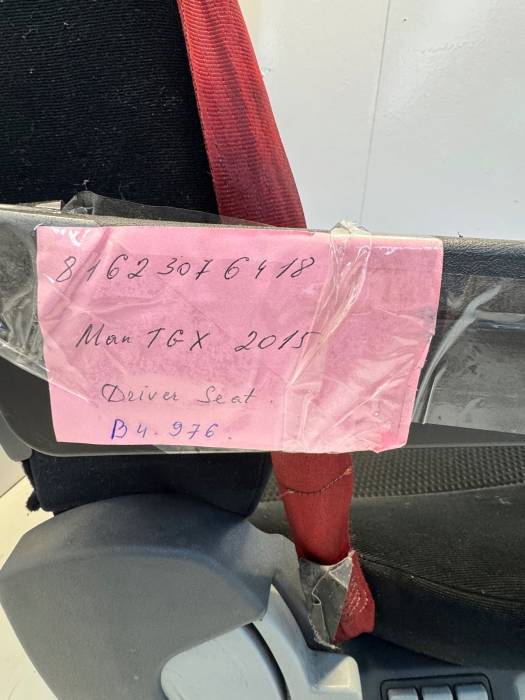 81623076418
Man TGX 2015
Driver Seat.
B4.976.